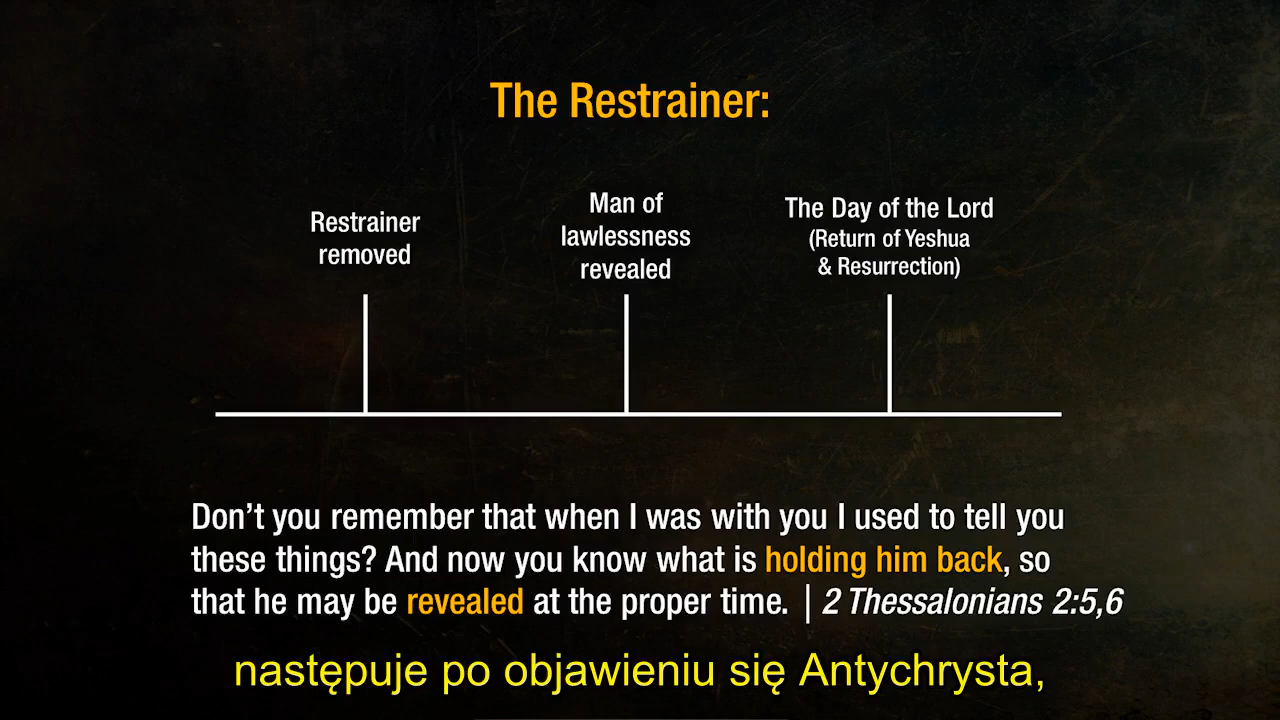 The Restrainer:
Restrainer
removed
Man of
lawlessness
revealed
The Day of the Lord
(Return of Yeshua
& Resurrection)
Don’t you remember that when I was with you I used to tell you
these things? And now you know what is holding him back, so
that he may be revealed at the proper time. | 2 Thessalonians 2:5,6
następuje po objawieniu się Antychrysta,